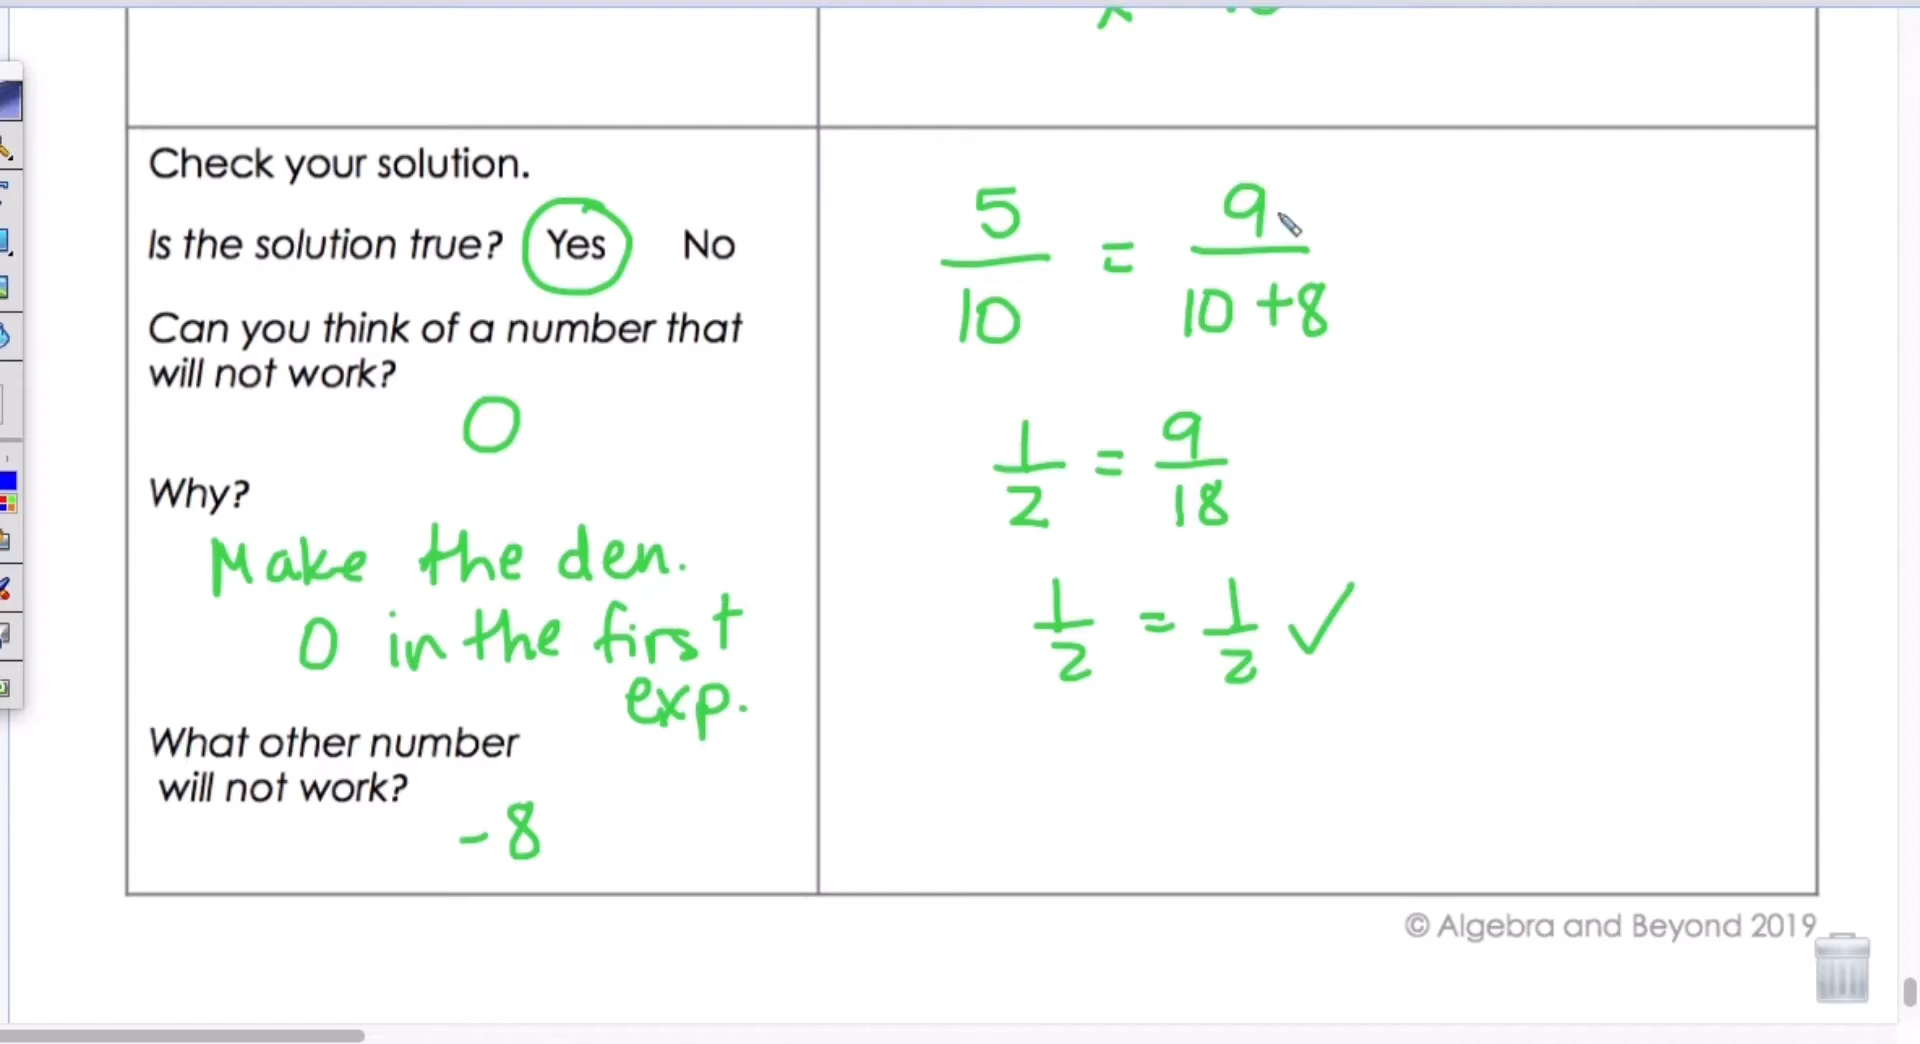 Check your solution.
Is the solution true? Yes No
Can you think of a number that
will not work?
0
Why?
Make the den.
0 in the first
exp.
What other number
will not work?
-8
5/10 = 9/10+8
1/2 = 9/18
1/2 = 1/2 ✓
© Algebra and Beyond 2019